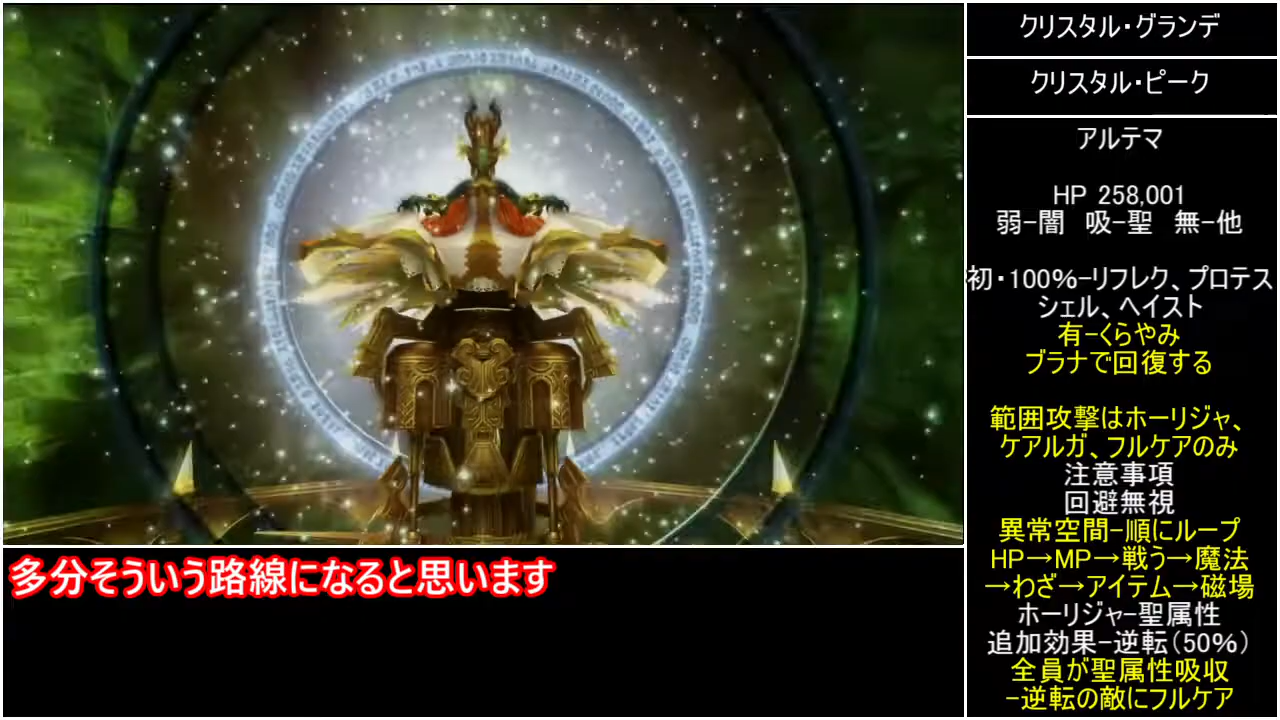 クリスタル・グランデ
クリスタル・ピーク
アルテマ
HP 258,001
弱-闇 吸-聖 無-他
初・100%-リフレク、プロテス
シェル、ヘイスト
有-くらやみ
ブラナで回復する
範囲攻撃はホーリジャ、
ケアルガ、フルケアのみ
注意事項
回避無視
異常空間-順にループ
HP→MP→戦う→魔法
→わざ→アイテム→磁場
ホーリジャ-聖属性
追加効果-逆転(50%)
全員が聖属性吸収
-逆転の敵にフルケア
多分そういう路線になると思います